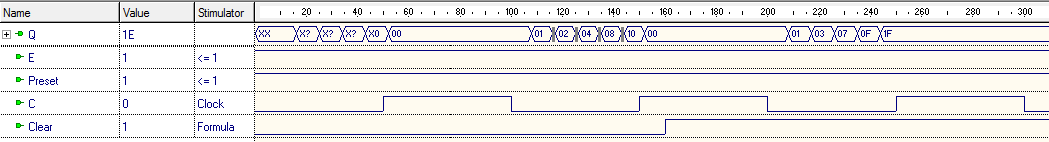 Name Value Stimulator 20 40 60 80 100 120 140 160 180 200 220 240 260 280 300
Q 1E XX X? X? X? X0 00 01 02 04 08 10 00 01 03 07 0F 1F
E 1 <= 1
Preset 1 <= 1
C 0 Clock
Clear 1 Formula